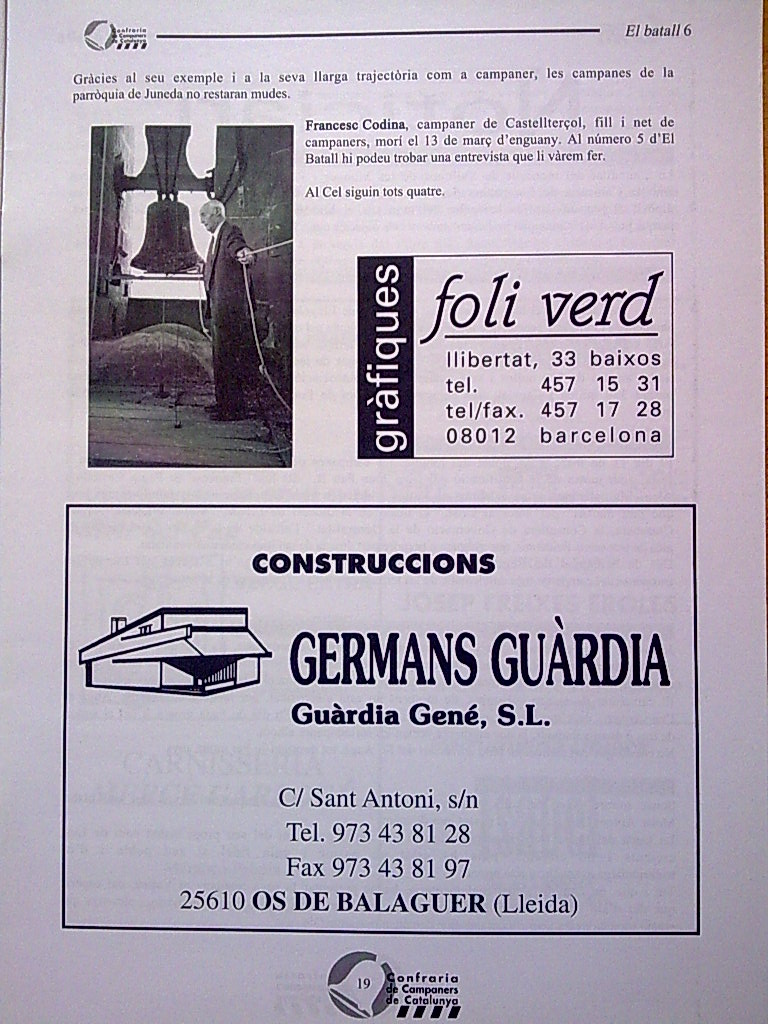 Confraria
de Campaners
de Catalunya
El batall 6
Gràcies al seu exemple i a la seva llarga trajectòria com a campaner, les campanes de la
parròquia de Juneda no restaran mudes.
Francesc Codina, campaner de Castellterçol, fill i net de
campaners, morí el 13 de març d'enguany. Al número 5 d'El
Batall hi podeu trobar una entrevista que li vàrem fer.
Al Cel siguin tots quatre.
gràfiques
foli verd
llibertat, 33 baixos
tel. 457 15 31
tel/fax. 457 17 28
08012 barcelona
CONSTRUCCIONS
GERMANS GUÀRDIA
Guàrdia Gené, S.L.
C/ Sant Antoni, s/n
Tel. 973 43 81 28
Fax 973 43 81 97
25610 OS DE BALAGUER (Lleida)
19
Confraria
de Campaners
de Catalunya